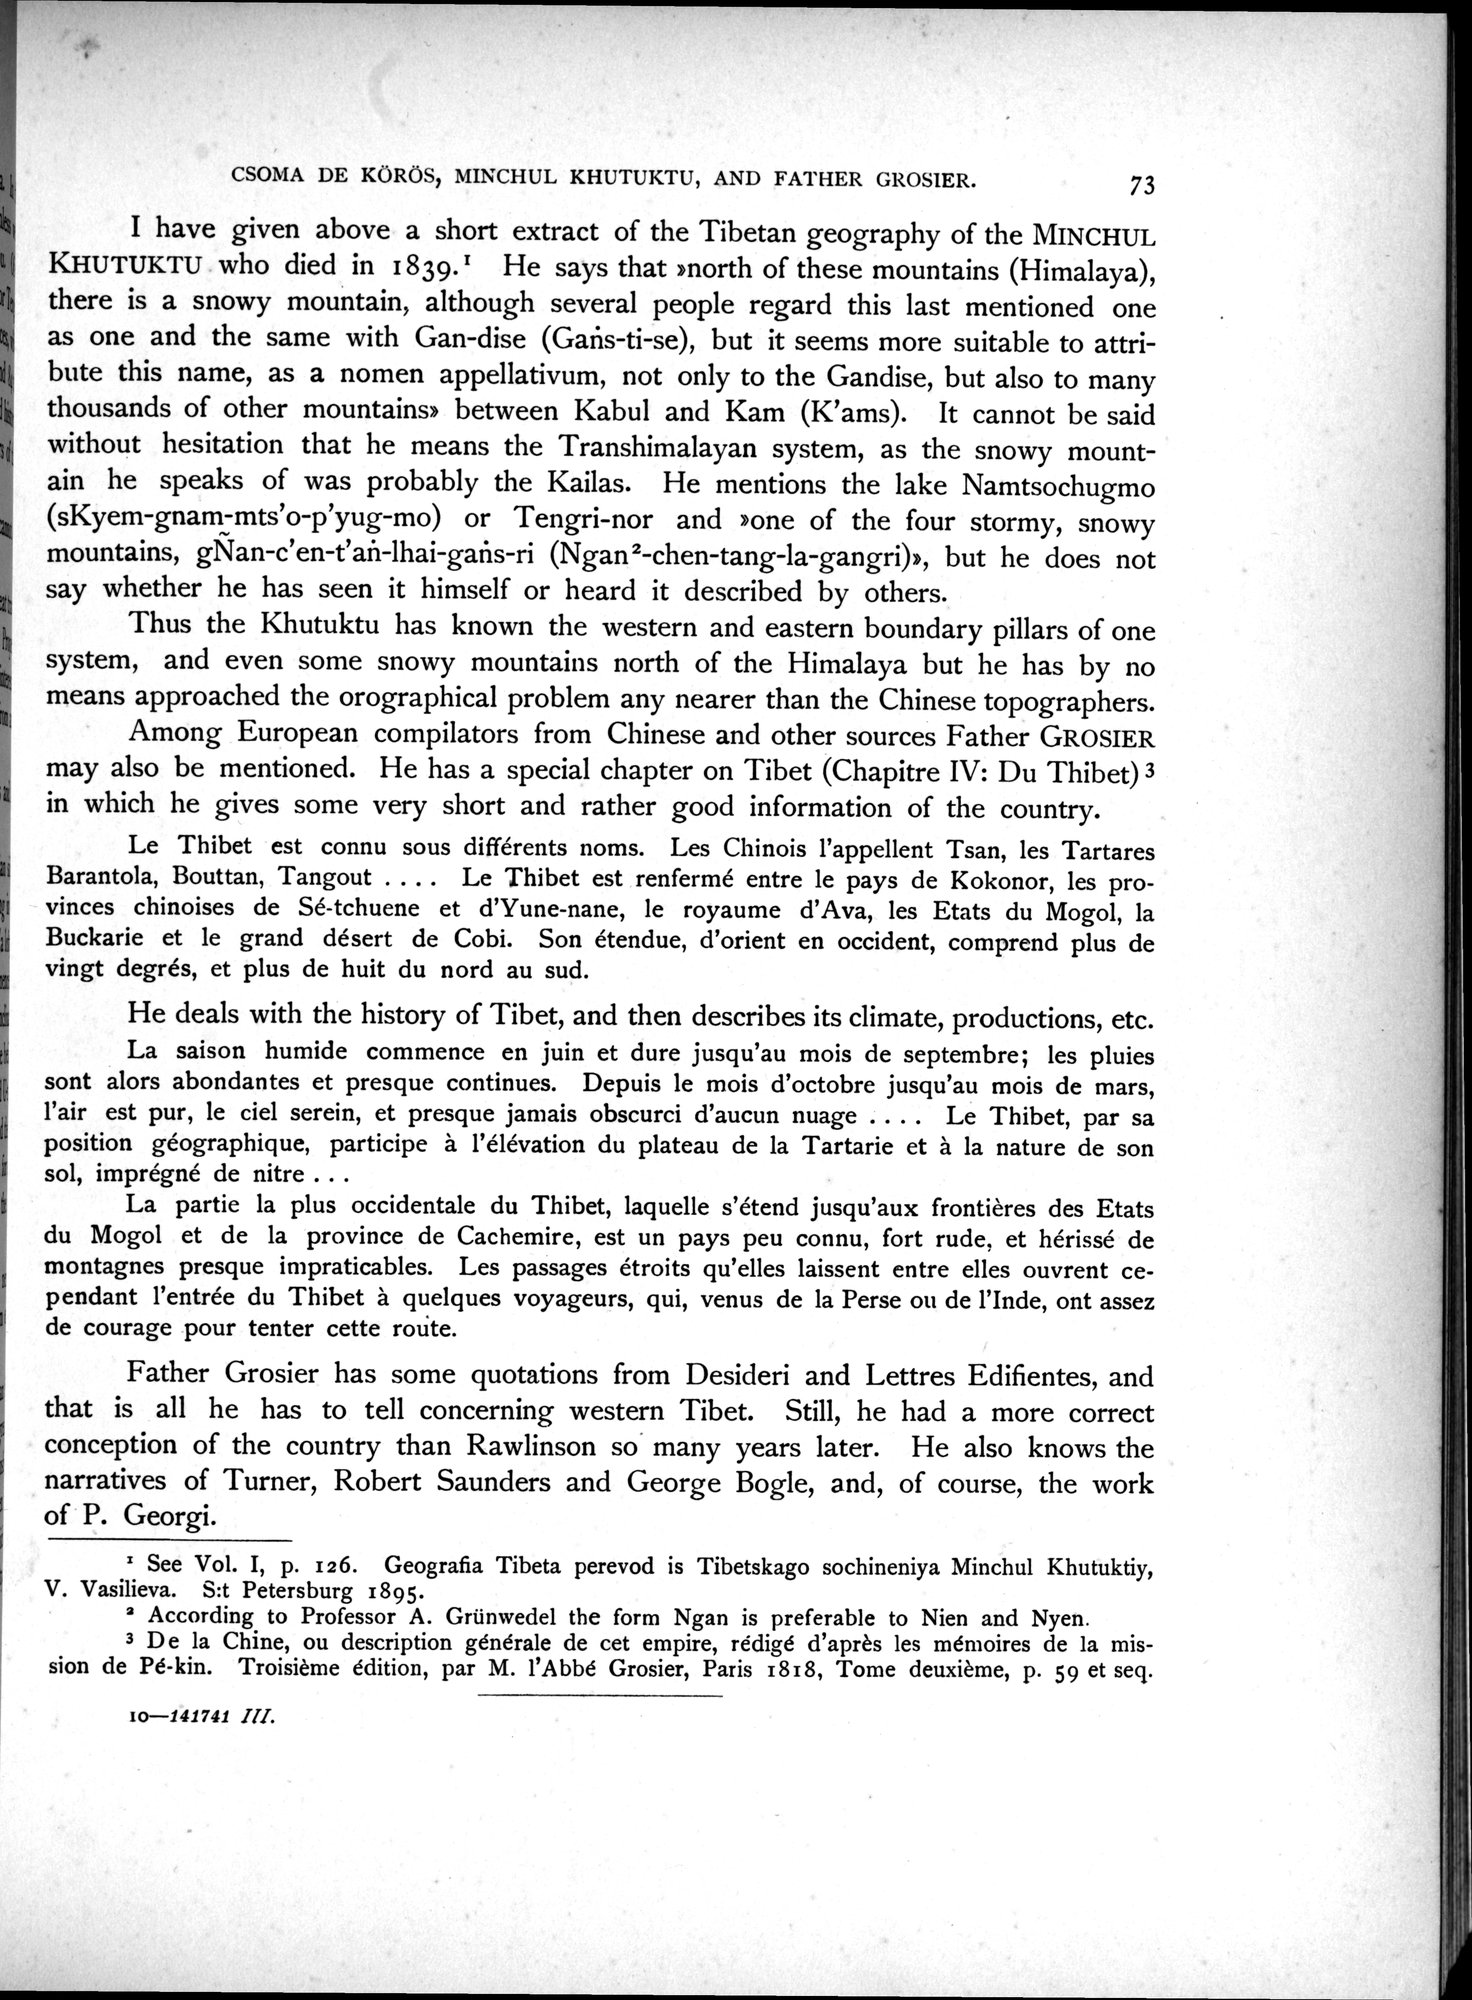 CSOMA DE KÖRÖS, MINCHUL KHUTUKTU, AND FATHER GROSIER. 73
I have given above a short extract of the Tibetan geography of the MINCHUL
KHUTUKTU who died in 1839.¹ He says that »north of these mountains (Himalaya),
there is a snowy mountain, although several people regard this last mentioned one
as one and the same with Gan-dise (Gaṅs-ti-se), but it seems more suitable to attri-
bute this name, as a nomen appellativum, not only to the Gandise, but also to many
thousands of other mountains» between Kabul and Kam (K'ams). It cannot be said
without hesitation that he means the Transhimalayan system, as the snowy mount-
ain he speaks of was probably the Kailas. He mentions the lake Namtsochugmo
(sKyem-gnam-mts'o-p'yug-mo) or Tengri-nor and »one of the four stormy, snowy
mountains, gÑan-c'en-t'aṅ-lhai-gaṅs-ri (Ngan²-chen-tang-la-gangri)», but he does not
say whether he has seen it himself or heard it described by others.
Thus the Khutuktu has known the western and eastern boundary pillars of one
system, and even some snowy mountains north of the Himalaya but he has by no
means approached the orographical problem any nearer than the Chinese topographers.
Among European compilators from Chinese and other sources Father GROSIER
may also be mentioned. He has a special chapter on Tibet (Chapitre IV: Du Thibet)³
in which he gives some very short and rather good information of the country.
Le Thibet est connu sous différents noms. Les Chinois l'appellent Tsan, les Tartares
Barantola, Bouttan, Tangout .... Le Thibet est renfermé entre le pays de Kokonor, les pro-
vinces chinoises de Sé-tchuene et d'Yune-nane, le royaume d'Ava, les Etats du Mogol, la
Buckarie et le grand désert de Cobi. Son étendue, d'orient en occident, comprend plus de
vingt degrés, et plus de huit du nord au sud.
He deals with the history of Tibet, and then describes its climate, productions, etc.
La saison humide commence en juin et dure jusqu'au mois de septembre; les pluies
sont alors abondantes et presque continues. Depuis le mois d'octobre jusqu'au mois de mars,
l'air est pur, le ciel serein, et presque jamais obscurci d'aucun nuage .... Le Thibet, par sa
position géographique, participe à l'élévation du plateau de la Tartarie et à la nature de son
sol, imprégné de nitre ...
La partie la plus occidentale du Thibet, laquelle s'étend jusqu'aux frontières des Etats
du Mogol et de la province de Cachemire, est un pays peu connu, fort rude, et hérissé de
montagnes presque impraticables. Les passages étroits qu'elles laissent entre elles ouvrent ce-
pendant l'entrée du Thibet à quelques voyageurs, qui, venus de la Perse ou de l'Inde, ont assez
de courage pour tenter cette route.
Father Grosier has some quotations from Desideri and Lettres Edifientes, and
that is all he has to tell concerning western Tibet. Still, he had a more correct
conception of the country than Rawlinson so many years later. He also knows the
narratives of Turner, Robert Saunders and George Bogle, and, of course, the work
of P. Georgi.
¹ See Vol. I, p. 126. Geografia Tibeta perevod is Tibetskago sochineniya Minchul Khutuktiy,
V. Vasilieva. S:t Petersburg 1895.
² According to Professor A. Grünwedel the form Ngan is preferable to Nien and Nyen.
³ De la Chine, ou description générale de cet empire, rédigé d'après les mémoires de la mis-
sion de Pé-kin. Troisième édition, par M. l'Abbé Grosier, Paris 1818, Tome deuxième, p. 59 et seq.
10—141741 III.